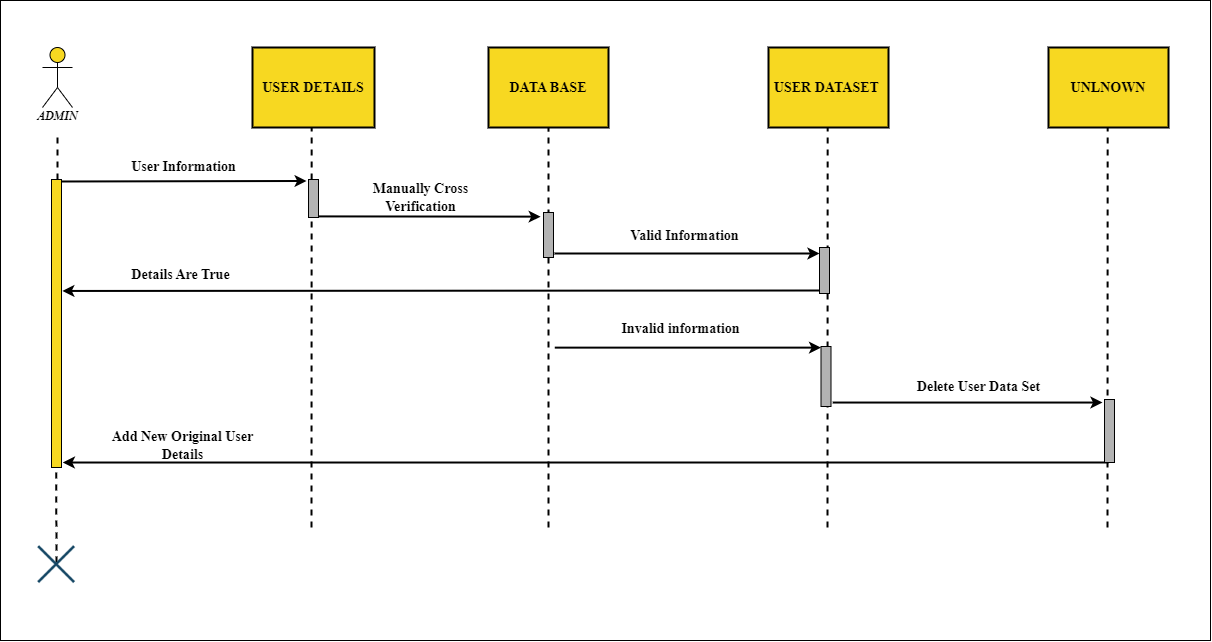 ADMIN
USER DETAILS
DATA BASE
USER DATASET
UNLNOWN
User Information
Manually Cross
Verification
Valid Information
Details Are True
Invalid information
Delete User Data Set
Add New Original User
Details